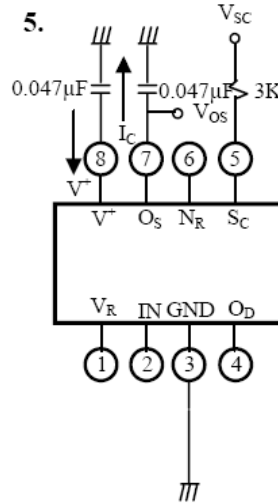 5.
V_SC
0.047μF 0.047μF 3K
I_C V_OS
8 7 6 5
V⁺
V⁺ O_S N_R S_C
V_R IN GND O_D
1 2 3 4